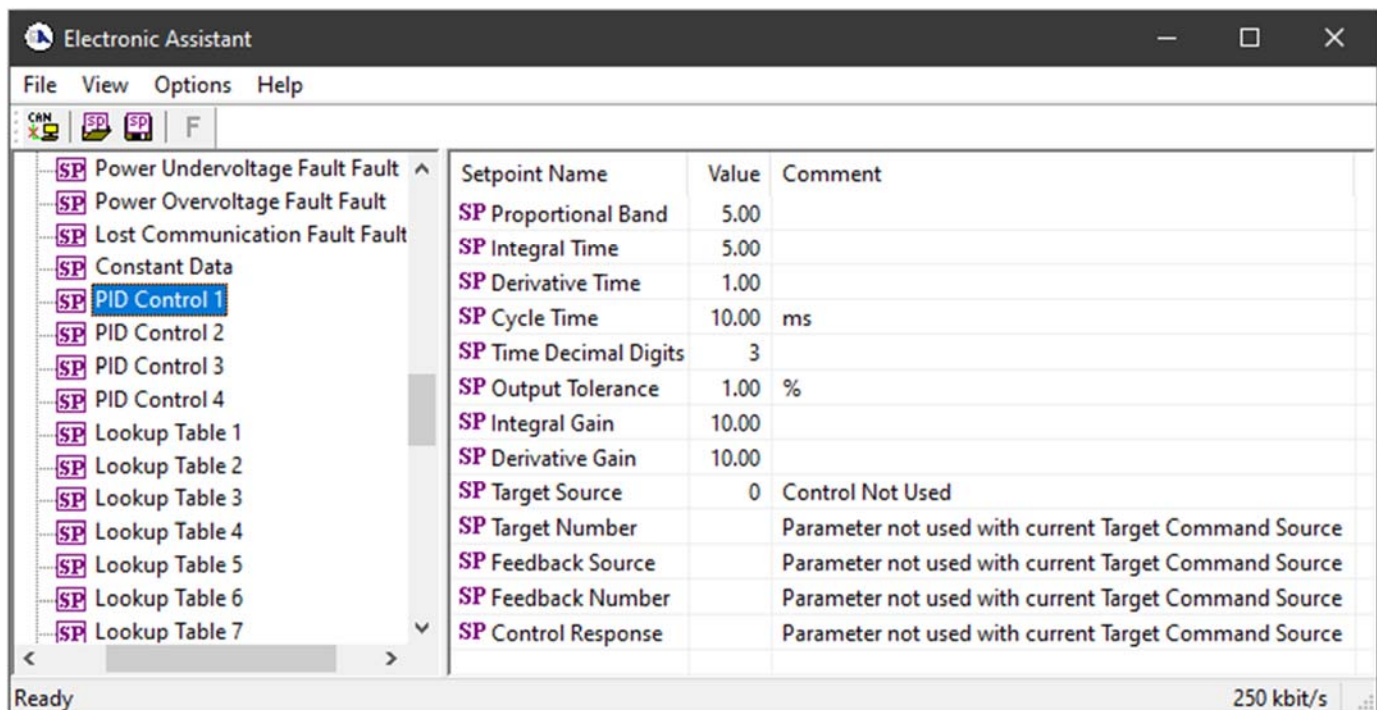 Electronic Assistant
File View Options Help
CAN SP SP F
SP Power Undervoltage Fault Fault
SP Power Overvoltage Fault Fault
SP Lost Communication Fault Fault
SP Constant Data
SP PID Control 1
SP PID Control 2
SP PID Control 3
SP PID Control 4
SP Lookup Table 1
SP Lookup Table 2
SP Lookup Table 3
SP Lookup Table 4
SP Lookup Table 5
SP Lookup Table 6
SP Lookup Table 7
Setpoint Name Value Comment
SP Proportional Band 5.00
SP Integral Time 5.00
SP Derivative Time 1.00
SP Cycle Time 10.00 ms
SP Time Decimal Digits 3
SP Output Tolerance 1.00 %
SP Integral Gain 10.00
SP Derivative Gain 10.00
SP Target Source 0 Control Not Used
SP Target Number Parameter not used with current Target Command Source
SP Feedback Source Parameter not used with current Target Command Source
SP Feedback Number Parameter not used with current Target Command Source
SP Control Response Parameter not used with current Target Command Source
Ready 250 kbit/s